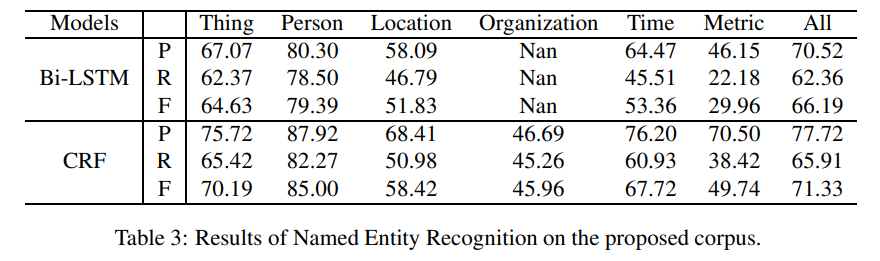 Models Thing Person Location Organization Time Metric All
P 67.07 80.30 58.09 Nan 64.47 46.15 70.52
Bi-LSTM R 62.37 78.50 46.79 Nan 45.51 22.18 62.36
F 64.63 79.39 51.83 Nan 53.36 29.96 66.19
P 75.72 87.92 68.41 46.69 76.20 70.50 77.72
CRF R 65.42 82.27 50.98 45.26 60.93 38.42 65.91
F 70.19 85.00 58.42 45.96 67.72 49.74 71.33
Table 3: Results of Named Entity Recognition on the proposed corpus.